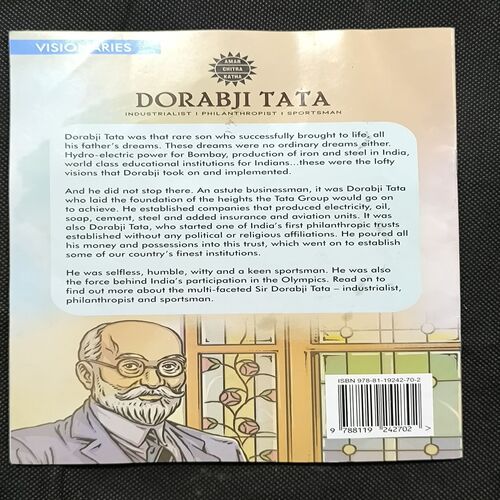 VISIONARIES
AMAR
CHITRA
KATHA
DORABJI TATA
INDUSTRIALIST I PHILANTHROPIST I SPORTSMAN
Dorabji Tata was that rare son who successfully brought to life, all
his father's dreams. These dreams were no ordinary dreams either.
Hydro-electric power for Bombay, production of iron and steel in India,
world class educational institutions for Indians...these were the lofty
visions that Dorabji took on and implemented.
And he did not stop there. An astute businessman, it was Dorabji Tata
who laid the foundation of the heights the Tata Group would go on
to achieve. He established companies that produced electricity, oil,
soap, cement, steel and added insurance and aviation units. It was
also Dorabji Tata, who started one of India's first philanthropic trusts
established without any political or religious affiliations. He poured all
his money and possessions into this trust, which went on to establish
some of our country's finest institutions.
He was selfless, humble, witty and a keen sportsman. He was also
the force behind India's participation in the Olympics. Read on to
find out more about the multi-faceted Sir Dorabji Tata – industrialist,
philanthropist and sportsman.
ISBN 978-81-19242-70-2
9 788119 242702 >